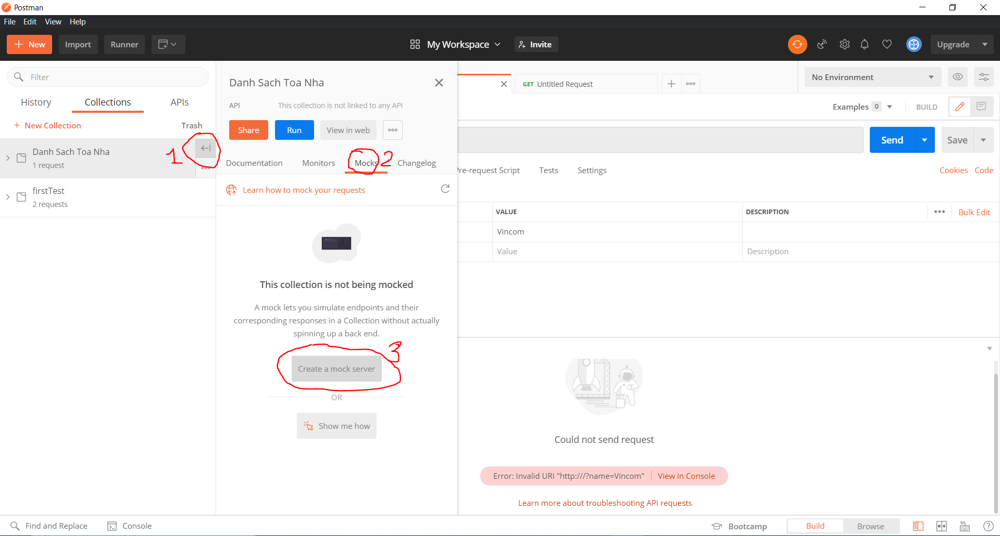 Postman
File Edit View Help
New Import Runner My Workspace Invite Upgrade
Filter
History Collections APIs
+ New Collection Trash
Danh Sach Toa Nha
1 request
firstTest
2 requests
1
Danh Sach Toa Nha
API This collection is not linked to any API
Share Run View in web
Documentation Monitors Mocks 2 Changelog
Learn how to mock your requests
This collection is not being mocked
A mock lets you simulate endpoints and their
corresponding responses in a Collection without actually
spinning up a back end.
3
Create a mock server
OR
Show me how
GET Untitled Request
No Environment
Examples 0 BUILD
Send Save
re-request Script Tests Settings Cookies Code
VALUE DESCRIPTION Bulk Edit
Vincom
Value Description
Could not send request
Error: Invalid URI "http:///?name=Vincom" View in Console
Learn more about troubleshooting API requests
Find and Replace Console Bootcamp Build Browse